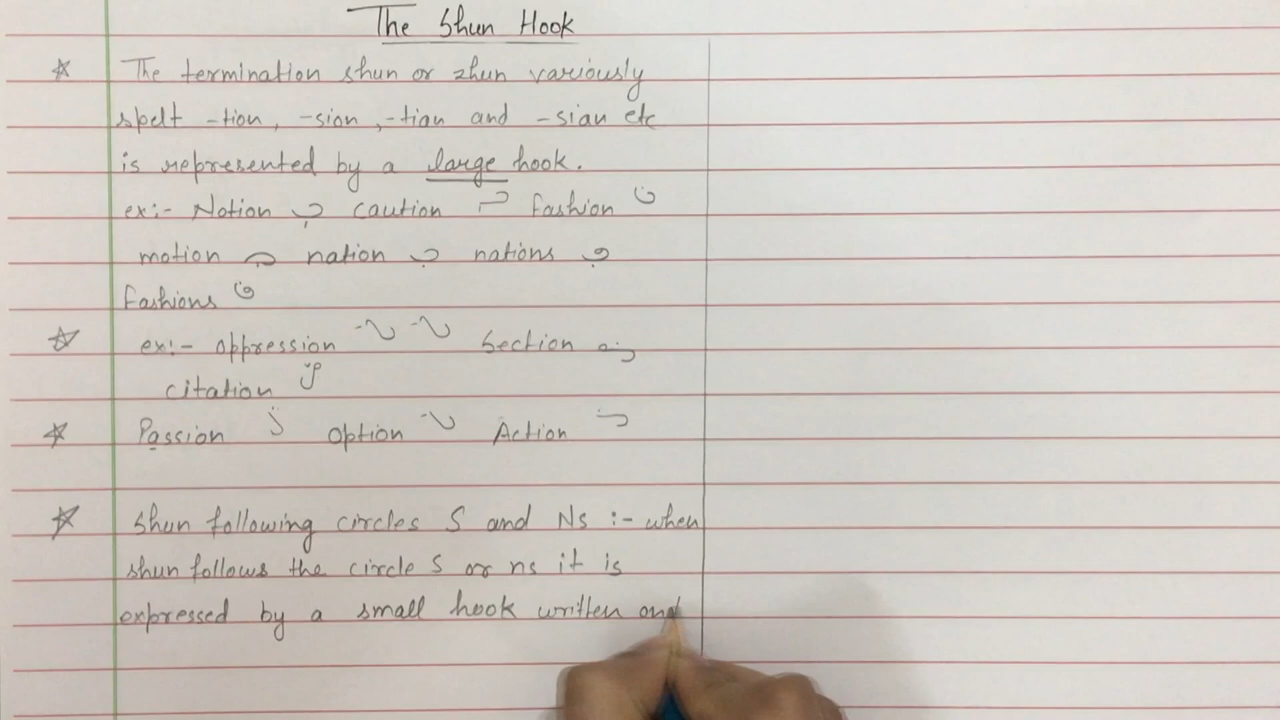 The Shun Hook
The termination shun or zhun variously
spelt -tion, -sion, -tian and -sian etc
is represented by a large hook.
ex:- Notion caution fashion
motion nation nations
fashions
ex:- oppression Section
citation
Passion Option Action
Shun following circles S and Ns :- when
shun follows the circle S or ns it is
expressed by a small hook written